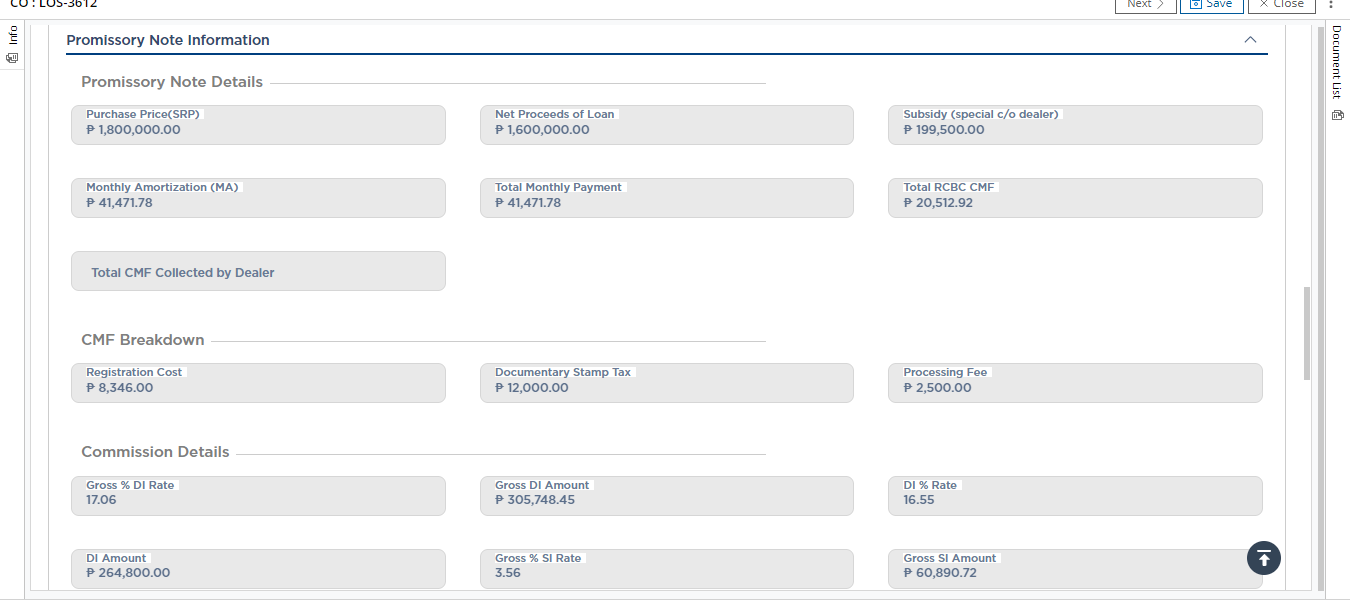 CO : LOS-3612
Next
Save
Close
Info
Document List
Promissory Note Information
Promissory Note Details
Purchase Price(SRP)
₱ 1,800,000.00
Net Proceeds of Loan
₱ 1,600,000.00
Subsidy (special c/o dealer)
₱ 199,500.00
Monthly Amortization (MA)
₱ 41,471.78
Total Monthly Payment
₱ 41,471.78
Total RCBC CMF
₱ 20,512.92
Total CMF Collected by Dealer
CMF Breakdown
Registration Cost
₱ 8,346.00
Documentary Stamp Tax
₱ 12,000.00
Processing Fee
₱ 2,500.00
Commission Details
Gross % DI Rate
17.06
Gross DI Amount
₱ 305,748.45
DI % Rate
16.55
DI Amount
₱ 264,800.00
Gross % SI Rate
3.56
Gross SI Amount
₱ 60,890.72